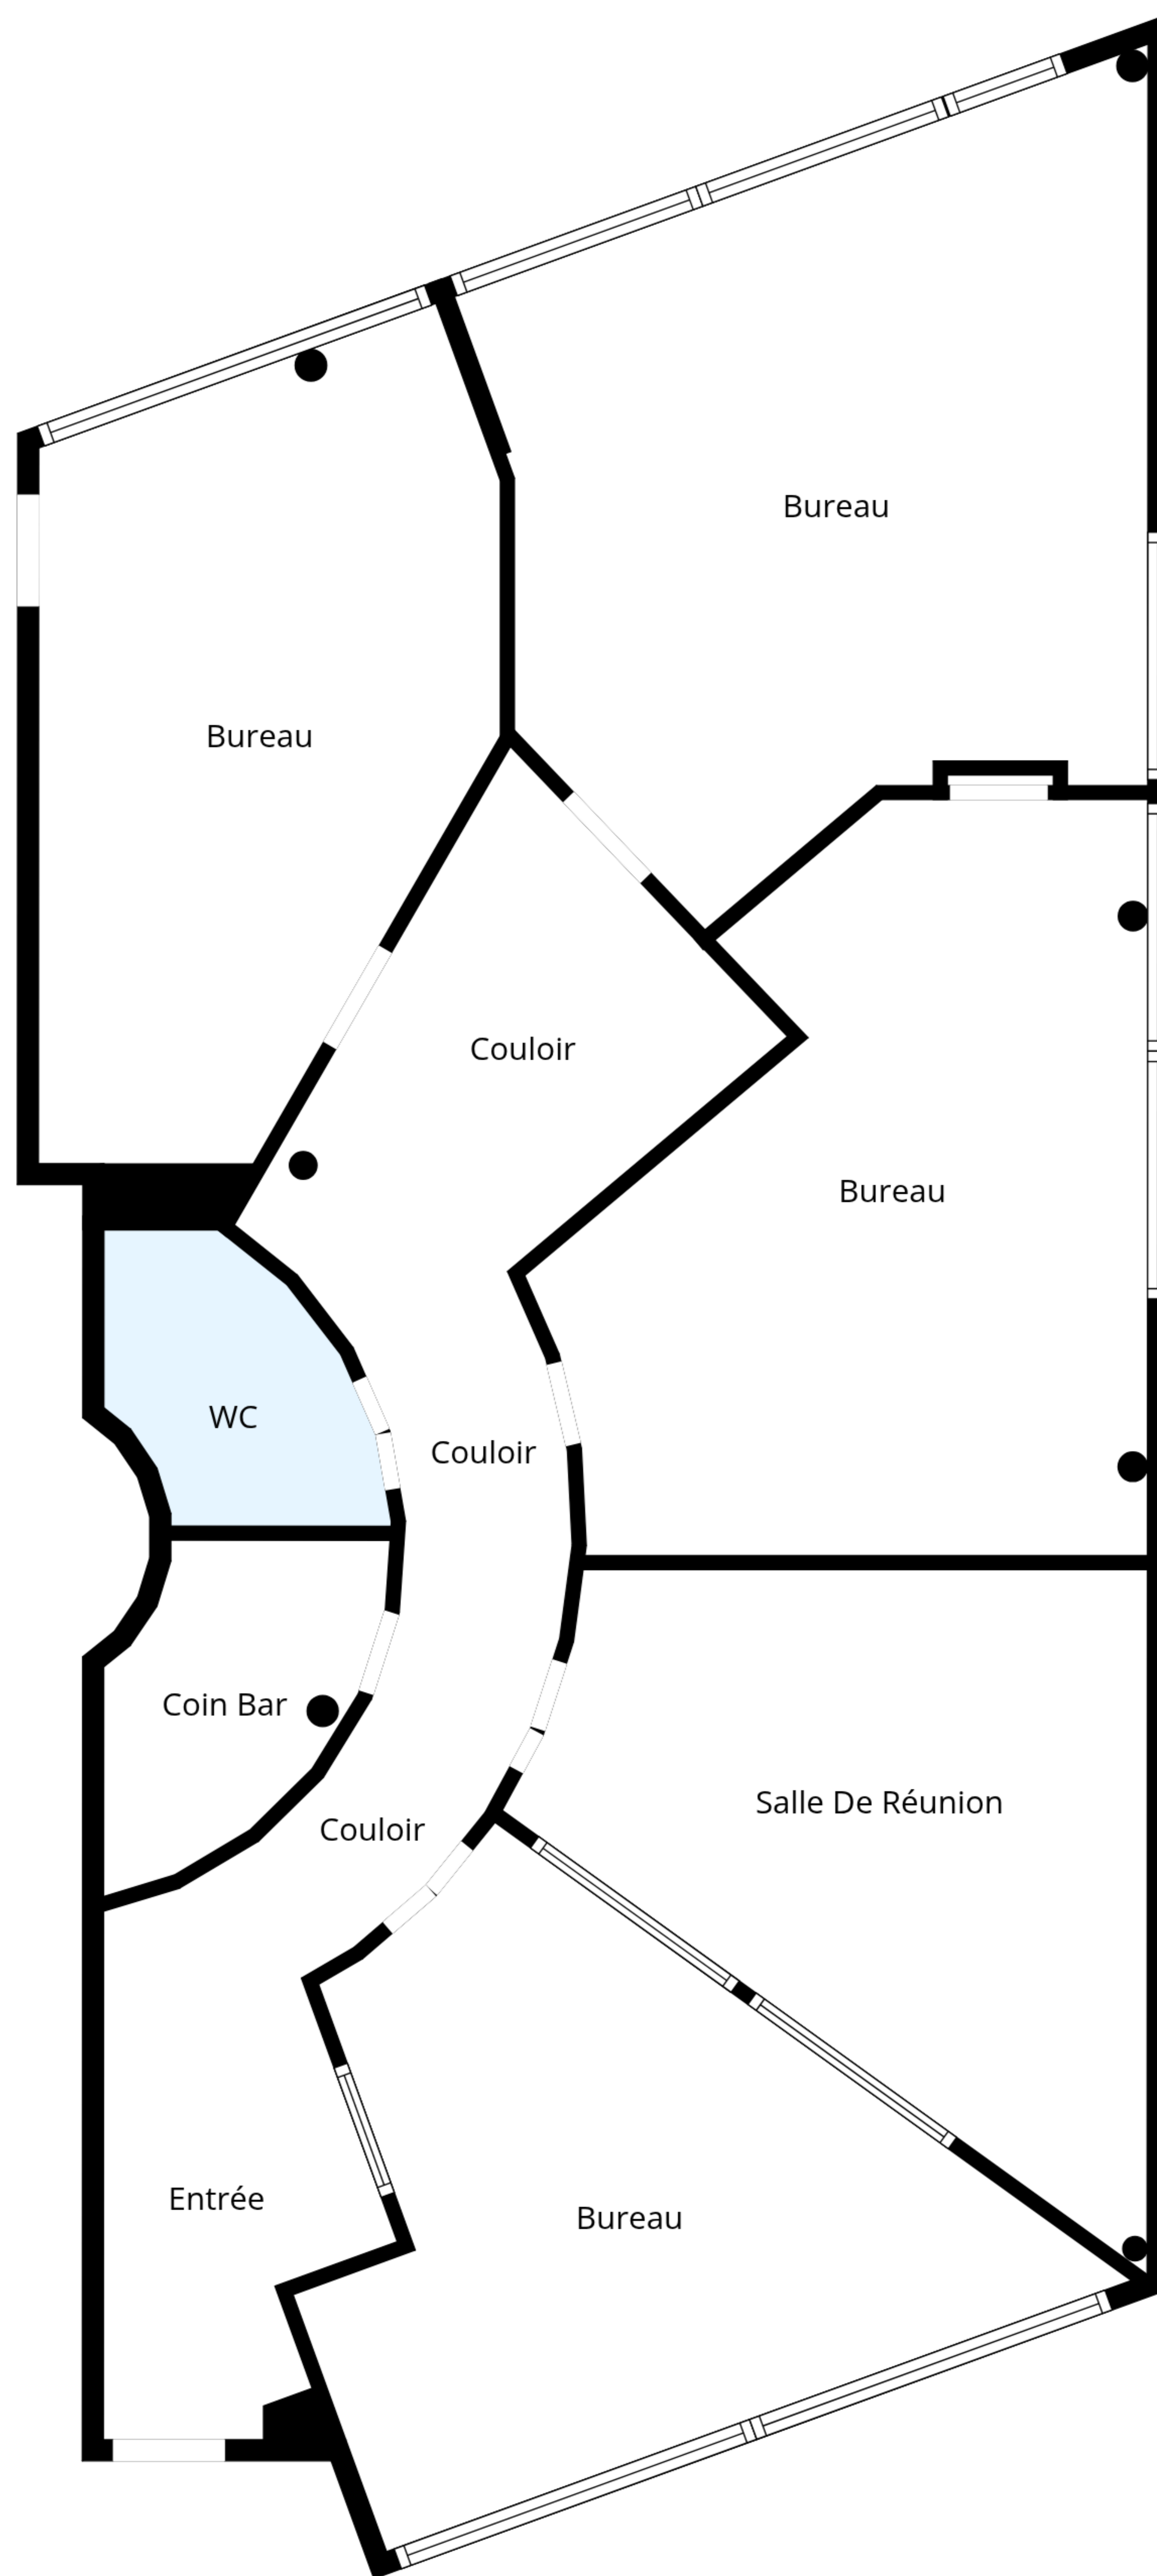 Bureau
Bureau
Couloir
Bureau
WC
Couloir
Coin Bar
Salle De Réunion
Couloir
Entrée
Bureau